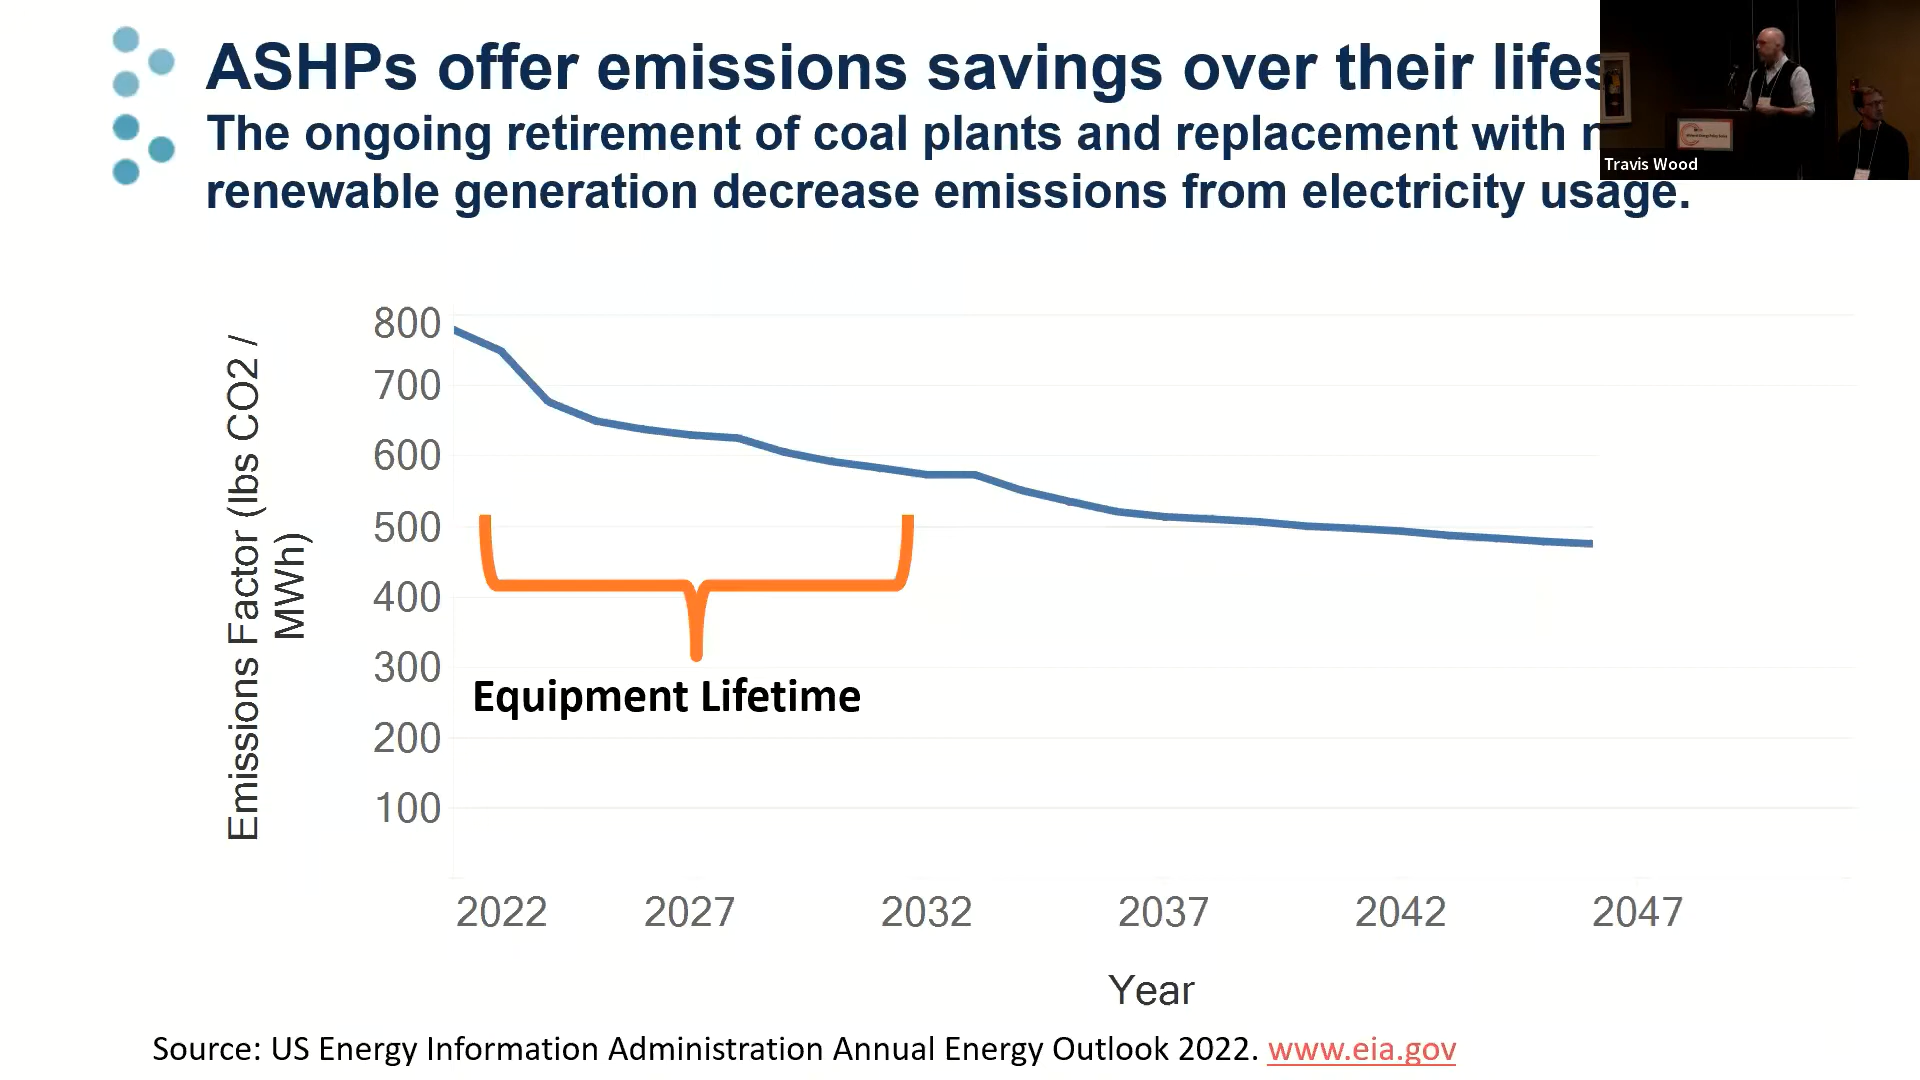 ASHPs offer emissions savings over their lifes
The ongoing retirement of coal plants and replacement with
renewable generation decrease emissions from electricity usage.
Travis Wood
800
700
600
500
400
300
200
100
Emissions Factor (lbs CO2 /
MWh)
Equipment Lifetime
2022 2027 2032 2037 2042 2047
Year
Source: US Energy Information Administration Annual Energy Outlook 2022. www.eia.gov